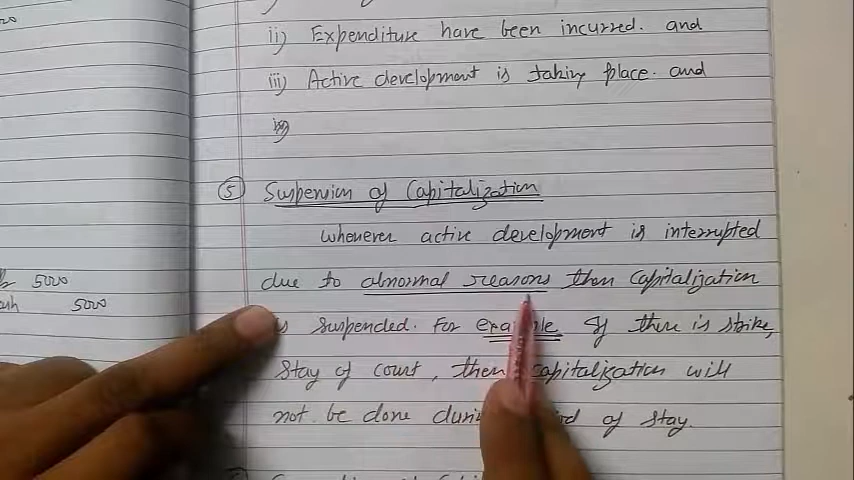 ii) Expenditure have been incurred. and
iii) Active development is taking place. and
⑤ Suspension of Capitalization
whenever active development is interrupted
due to abnormal reasons then capitalization
5000
suspended. For example If there is strike,
5000
Stay of court, then capitalization will
not be done of stay.